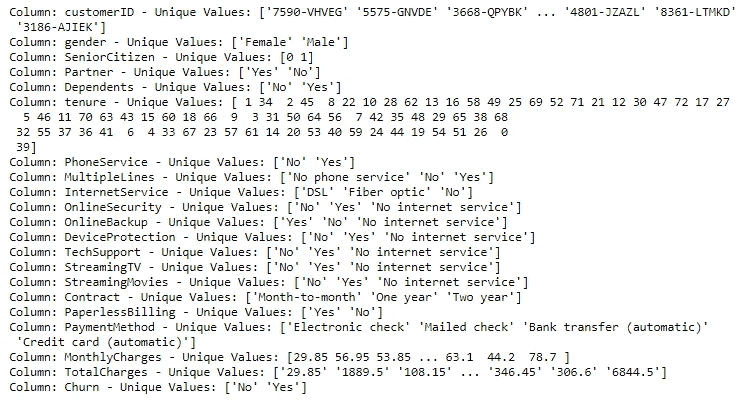 Column: customerID - Unique Values: ['7590-VHVEG' '5575-GNVDE' '3668-QPYBK' ... '4801-JZAZL' '8361-LTMKD'
'3186-AJIEK']
Column: gender - Unique Values: ['Female' 'Male']
Column: SeniorCitizen - Unique Values: [0 1]
Column: Partner - Unique Values: ['Yes' 'No']
Column: Dependents - Unique Values: ['No' 'Yes']
Column: tenure - Unique Values: [ 1 34  2 45  8 22 10 28 62 13 16 58 49 25 69 52 71 21 12 30 47 72 17 27
5 46 11 70 63 43 15 60 18 66  9  3 31 50 64 56  7 42 35 48 29 65 38 68
32 55 37 36 41  6  4 33 67 23 57 61 14 20 53 40 59 24 44 19 54 51 26  0
39]
Column: PhoneService - Unique Values: ['No' 'Yes']
Column: MultipleLines - Unique Values: ['No phone service' 'No' 'Yes']
Column: InternetService - Unique Values: ['DSL' 'Fiber optic' 'No']
Column: OnlineSecurity - Unique Values: ['No' 'Yes' 'No internet service']
Column: OnlineBackup - Unique Values: ['Yes' 'No' 'No internet service']
Column: DeviceProtection - Unique Values: ['No' 'Yes' 'No internet service']
Column: TechSupport - Unique Values: ['No' 'Yes' 'No internet service']
Column: StreamingTV - Unique Values: ['No' 'Yes' 'No internet service']
Column: StreamingMovies - Unique Values: ['No' 'Yes' 'No internet service']
Column: Contract - Unique Values: ['Month-to-month' 'One year' 'Two year']
Column: PaperlessBilling - Unique Values: ['Yes' 'No']
Column: PaymentMethod - Unique Values: ['Electronic check' 'Mailed check' 'Bank transfer (automatic)'
'Credit card (automatic)']
Column: MonthlyCharges - Unique Values: [29.85 56.95 53.85 ... 63.1  44.2  78.7 ]
Column: TotalCharges - Unique Values: ['29.85' '1889.5' '108.15' ... '346.45' '306.6' '6844.5']
Column: Churn - Unique Values: ['No' 'Yes']